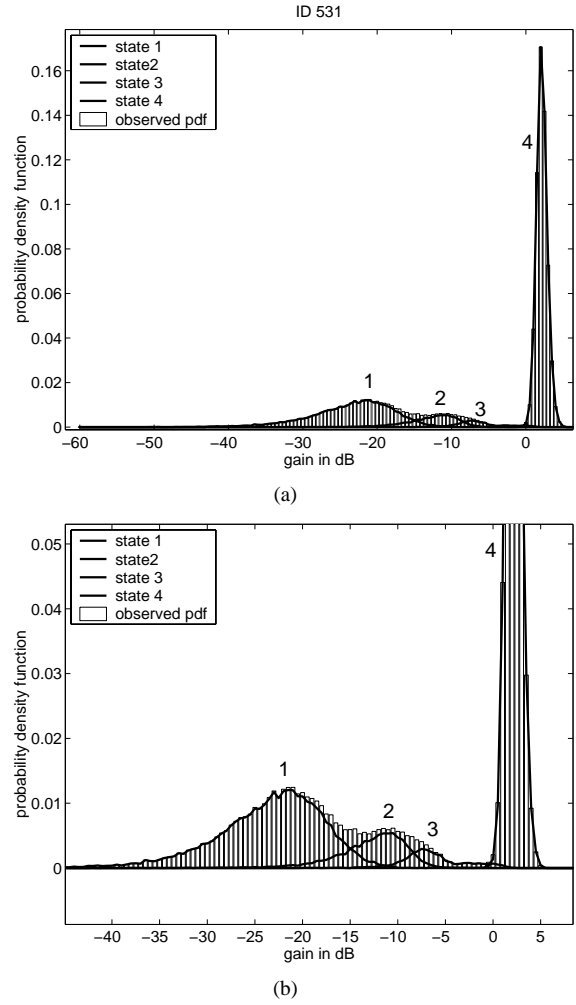 ID 531
state 1
state2
state 3
state 4
observed pdf
probability density function
0.16
0.14
0.12
0.1
0.08
0.06
0.04
0.02
0
4
1
2
3
−60 −50 −40 −30 −20 −10 0
gain in dB
(a)
state 1
state2
state 3
state 4
observed pdf
probability density function
0.05
0.04
0.03
0.02
0.01
0
4
1
2
3
−40 −35 −30 −25 −20 −15 −10 −5 0 5
gain in dB
(b)